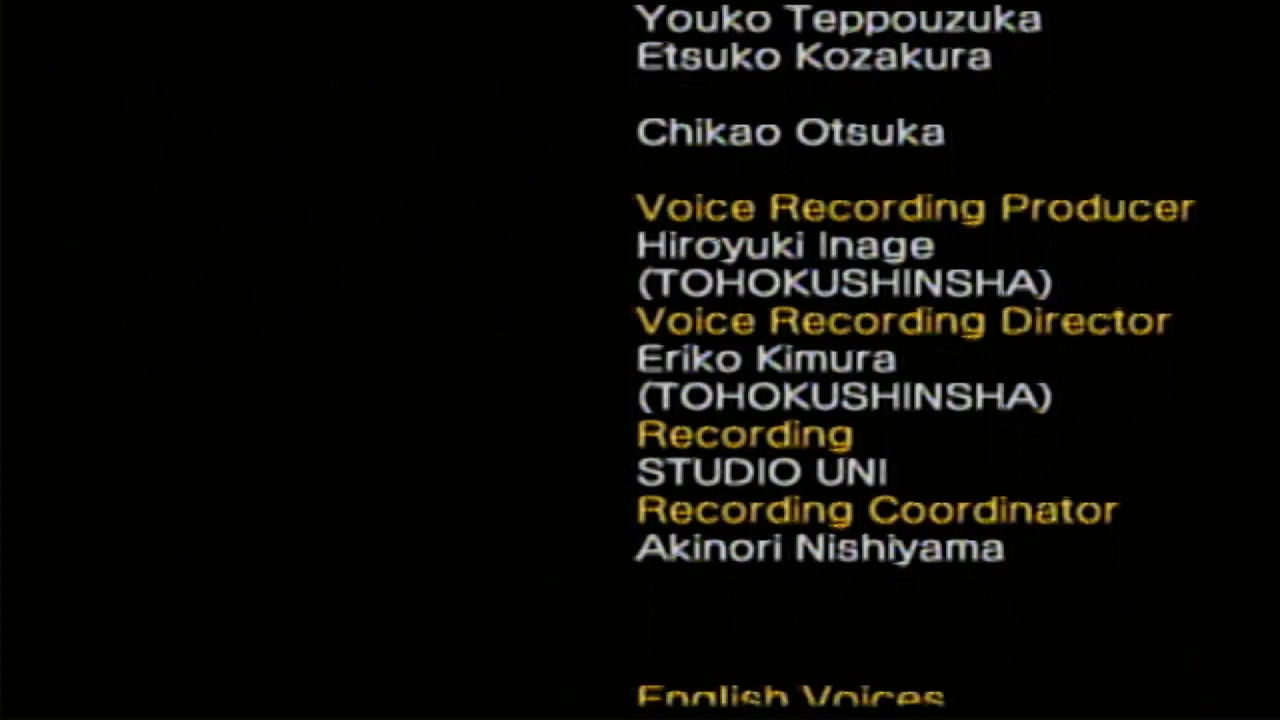 Youko Teppouzuka
Etsuko Kozakura
Chikao Otsuka
Voice Recording Producer
Hiroyuki Inage
(TOHOKUSHINSHA)
Voice Recording Director
Eriko Kimura
(TOHOKUSHINSHA)
Recording
STUDIO UNI
Recording Coordinator
Akinori Nishiyama
English Voices